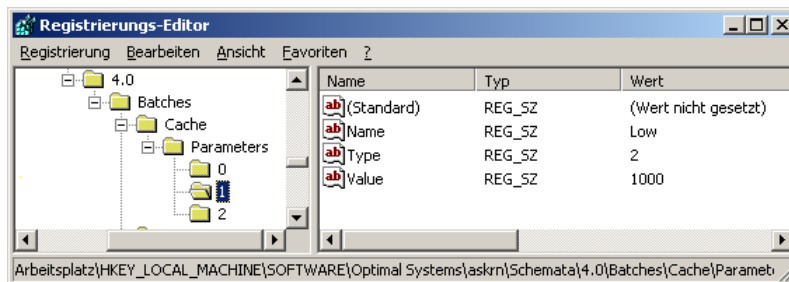 Registrierungs-Editor
Registrierung Bearbeiten Ansicht Favoriten ?
4.0
Batches
Cache
Parameters
0
1
2
Name Typ Wert
(Standard) REG_SZ (Wert nicht gesetzt)
Name REG_SZ Low
Type REG_SZ 2
Value REG_SZ 1000
Arbeitsplatz\HKEY_LOCAL_MACHINE\SOFTWARE\Optimal Systems\askrn\Schemata\4.0\Batches\Cache\Paramet